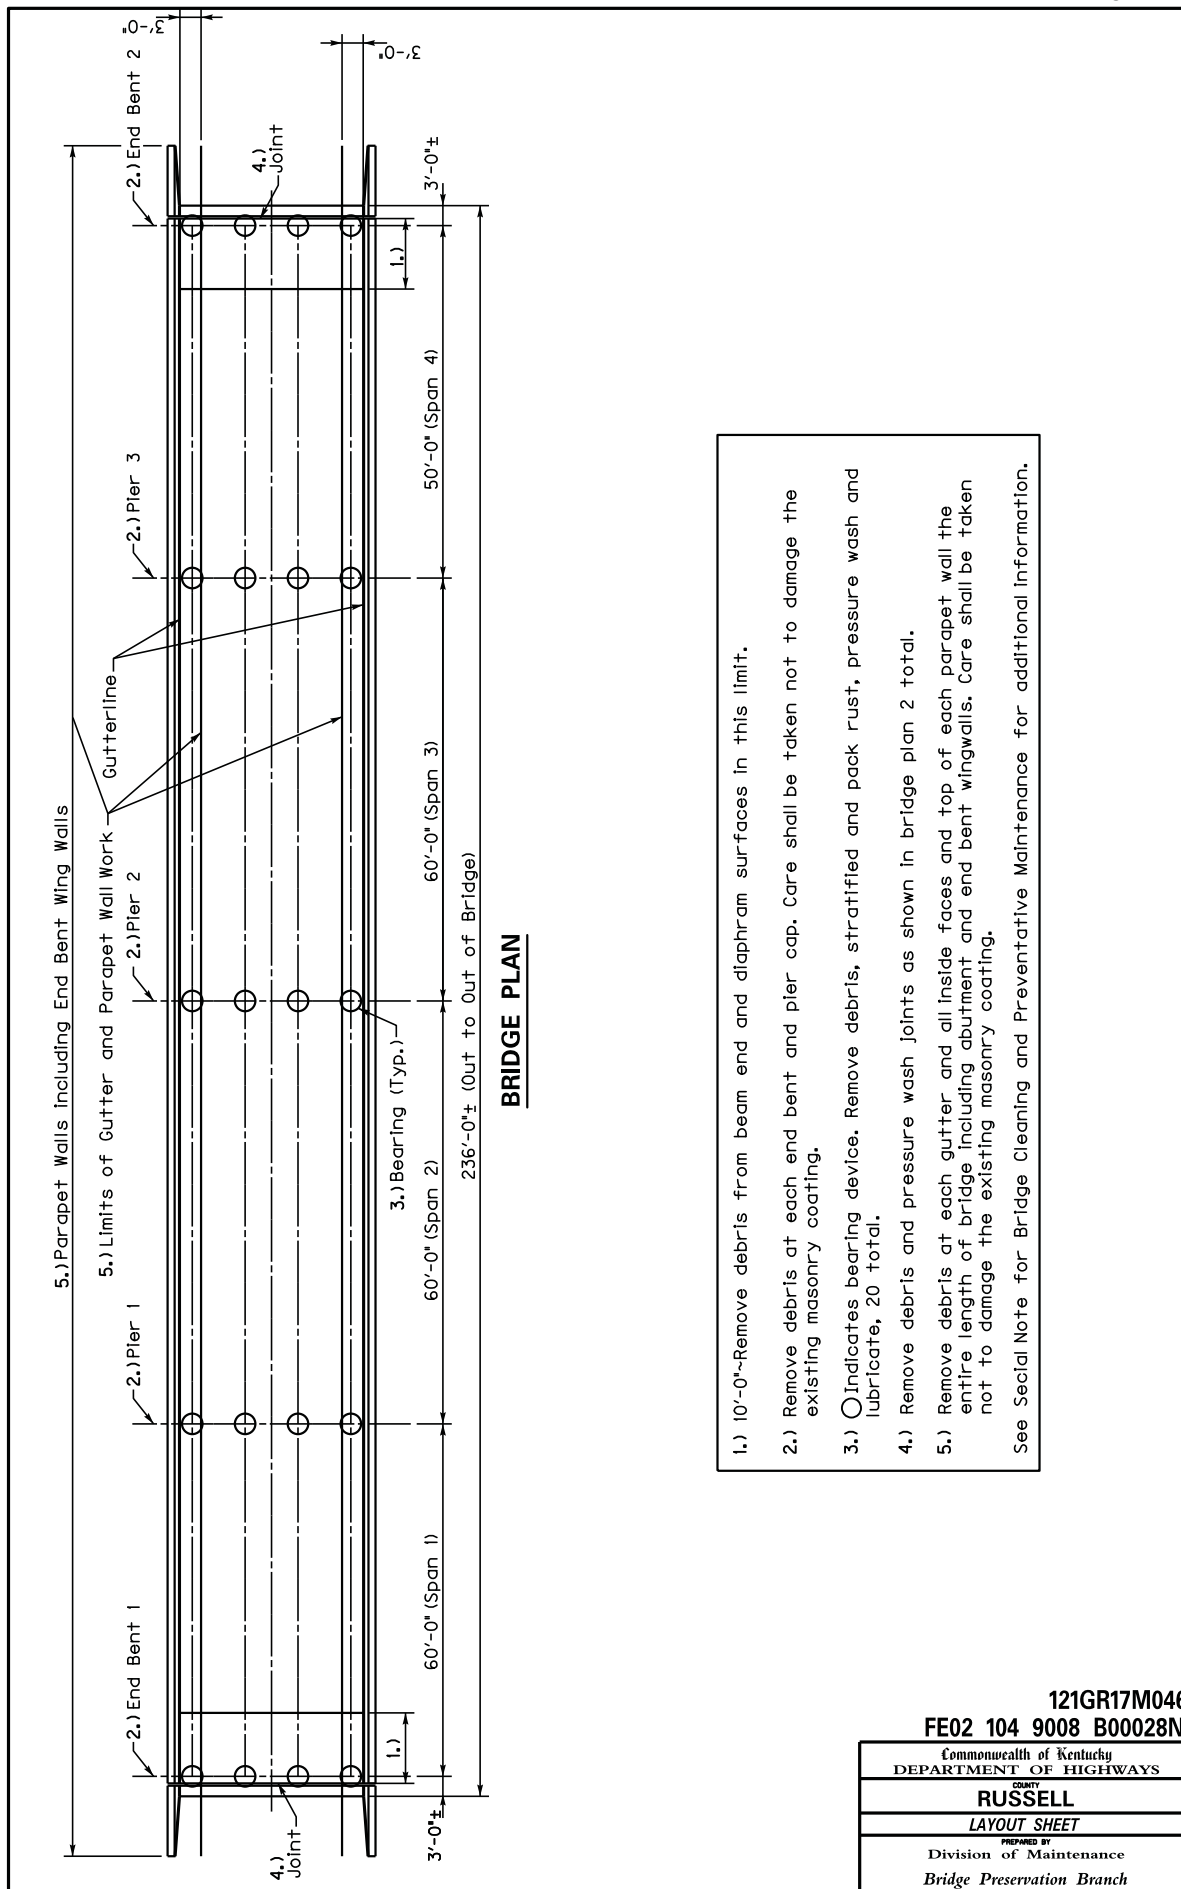 5.) Parapet Walls including End Bent Wing Walls
5.) Limits of Gutter and Parapet Wall Work
Gutterline
2.) End Bent 1
2.) Pier 1
2.) Pier 2
2.) Pier 3
2.) End Bent 2
3'-0"
3'-0"
4.)
Joint
4.)
Joint
1.)
1.)
3.) Bearing (Typ.)
3'-0"±
60'-0" (Span 1)
60'-0" (Span 2)
60'-0" (Span 3)
50'-0" (Span 4)
3'-0"±
236'-0"± (Out to Out of Bridge)
BRIDGE PLAN
1.) 10'-0"~Remove debris from beam end and diaphram surfaces in this limit.
2.) Remove debris at each end bent and pier cap. Care shall be taken not to damage the
existing masonry coating.
3.) Indicates bearing device. Remove debris, stratified and pack rust, pressure wash and
lubricate, 20 total.
4.) Remove debris and pressure wash joints as shown in bridge plan 2 total.
5.) Remove debris at each gutter and all inside faces and top of each parapet wall the
entire length of bridge including abutment and end bent wingwalls. Care shall be taken
not to damage the existing masonry coating.
See Secial Note for Bridge Cleaning and Preventative Maintenance for additional information.
121GR17M046
FE02 104 9008 B00028N
Commonwealth of Kentucky
DEPARTMENT OF HIGHWAYS
COUNTY
RUSSELL
LAYOUT SHEET
PREPARED BY
Division of Maintenance
Bridge Preservation Branch